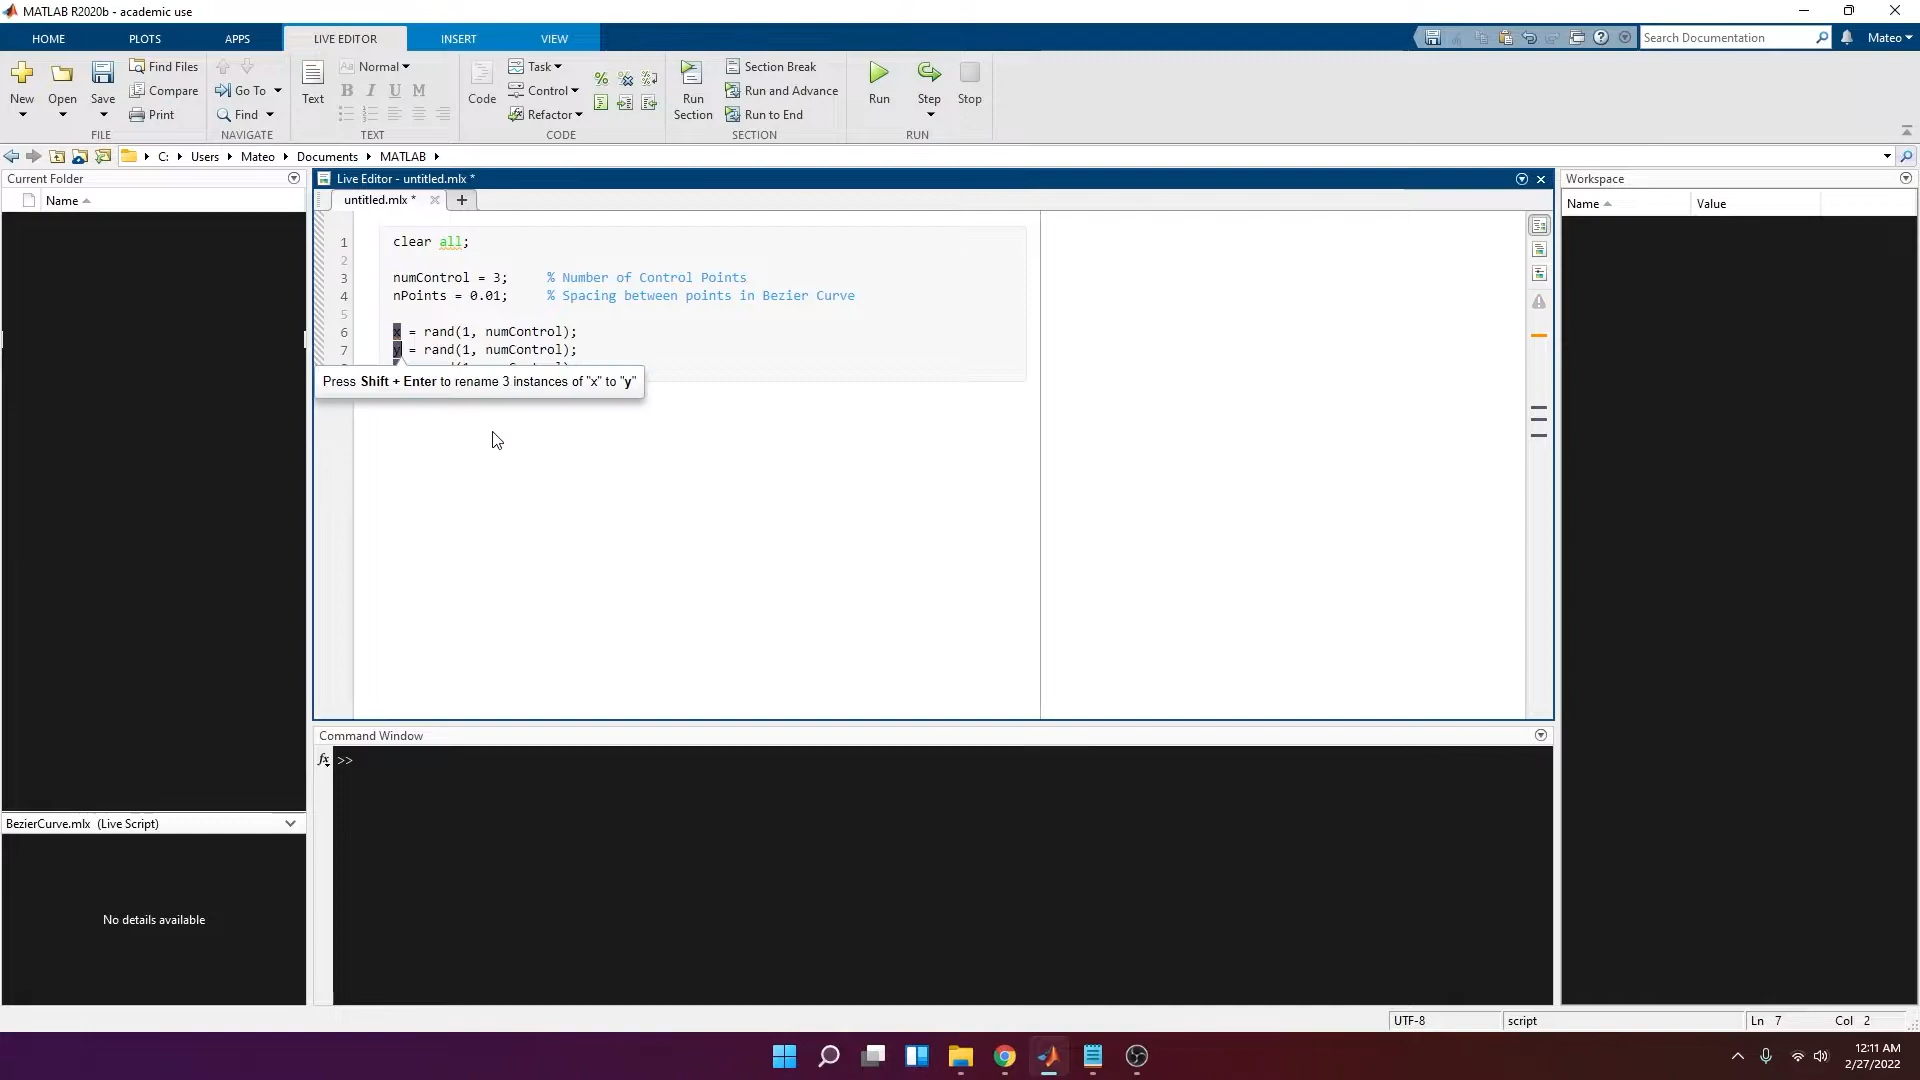 MATLAB R2020b - academic use
HOME PLOTS APPS LIVE EDITOR INSERT VIEW
Search Documentation
Mateo
New
Open
Save
Find Files
Compare
Print
FILE
Go To
Find
NAVIGATE
Text
Aa Normal
B I U M
TEXT
Code
Task
Control
Refactor
CODE
Run Section
Section Break
Run and Advance
Run to End
SECTION
Run
Step
Stop
RUN
C: Users Mateo Documents MATLAB
Current Folder
Name
Live Editor - untitled.mlx *
untitled.mlx *
1 clear all;
2
3 numControl = 3; % Number of Control Points
4 nPoints = 0.01; % Spacing between points in Bezier Curve
5
6 x = rand(1, numControl);
7 y = rand(1, numControl);
Press Shift + Enter to rename 3 instances of "x" to "y"
Workspace
Name Value
Command Window
fx >>
BezierCurve.mlx (Live Script)
No details available
UTF-8 script Ln 7 Col 2
12:11 AM
2/27/2022